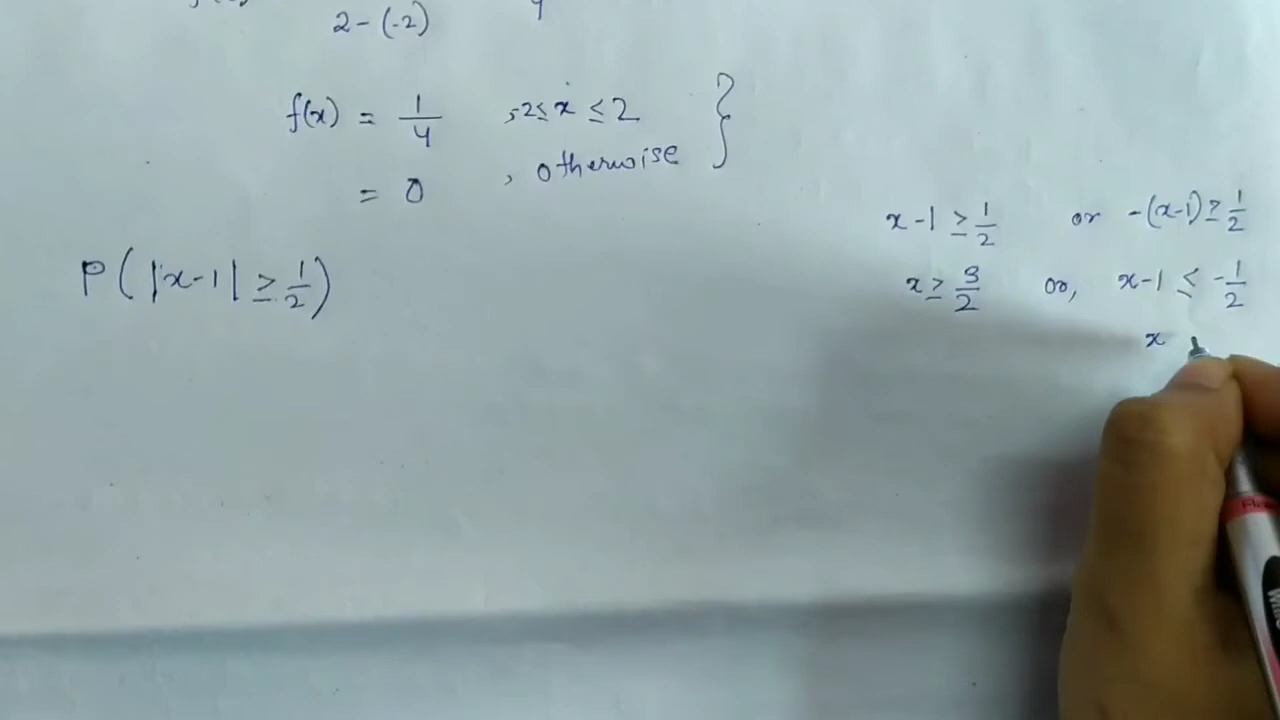 2 - (-2) 4
f(x) = 1/4 , -2 ≤ x ≤ 2 }
= 0 , otherwise
P(|x-1| ≥ 1/2)
x-1 ≥ 1/2 or -(x-1) ≥ 1/2
x ≥ 3/2 or, x-1 ≤ -1/2
x